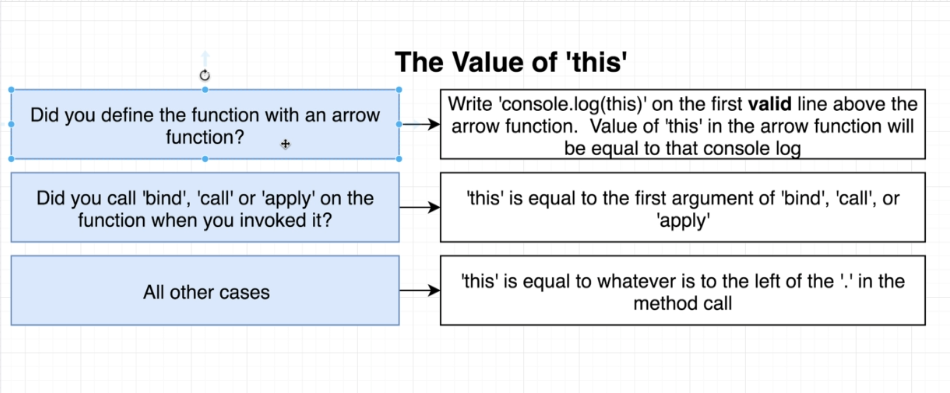 The Value of 'this'
Did you define the function with an arrow
function?
Write 'console.log(this)' on the first valid line above the
arrow function. Value of 'this' in the arrow function will
be equal to that console log
Did you call 'bind', 'call' or 'apply' on the
function when you invoked it?
'this' is equal to the first argument of 'bind', 'call', or
'apply'
All other cases
'this' is equal to whatever is to the left of the '.' in the
method call